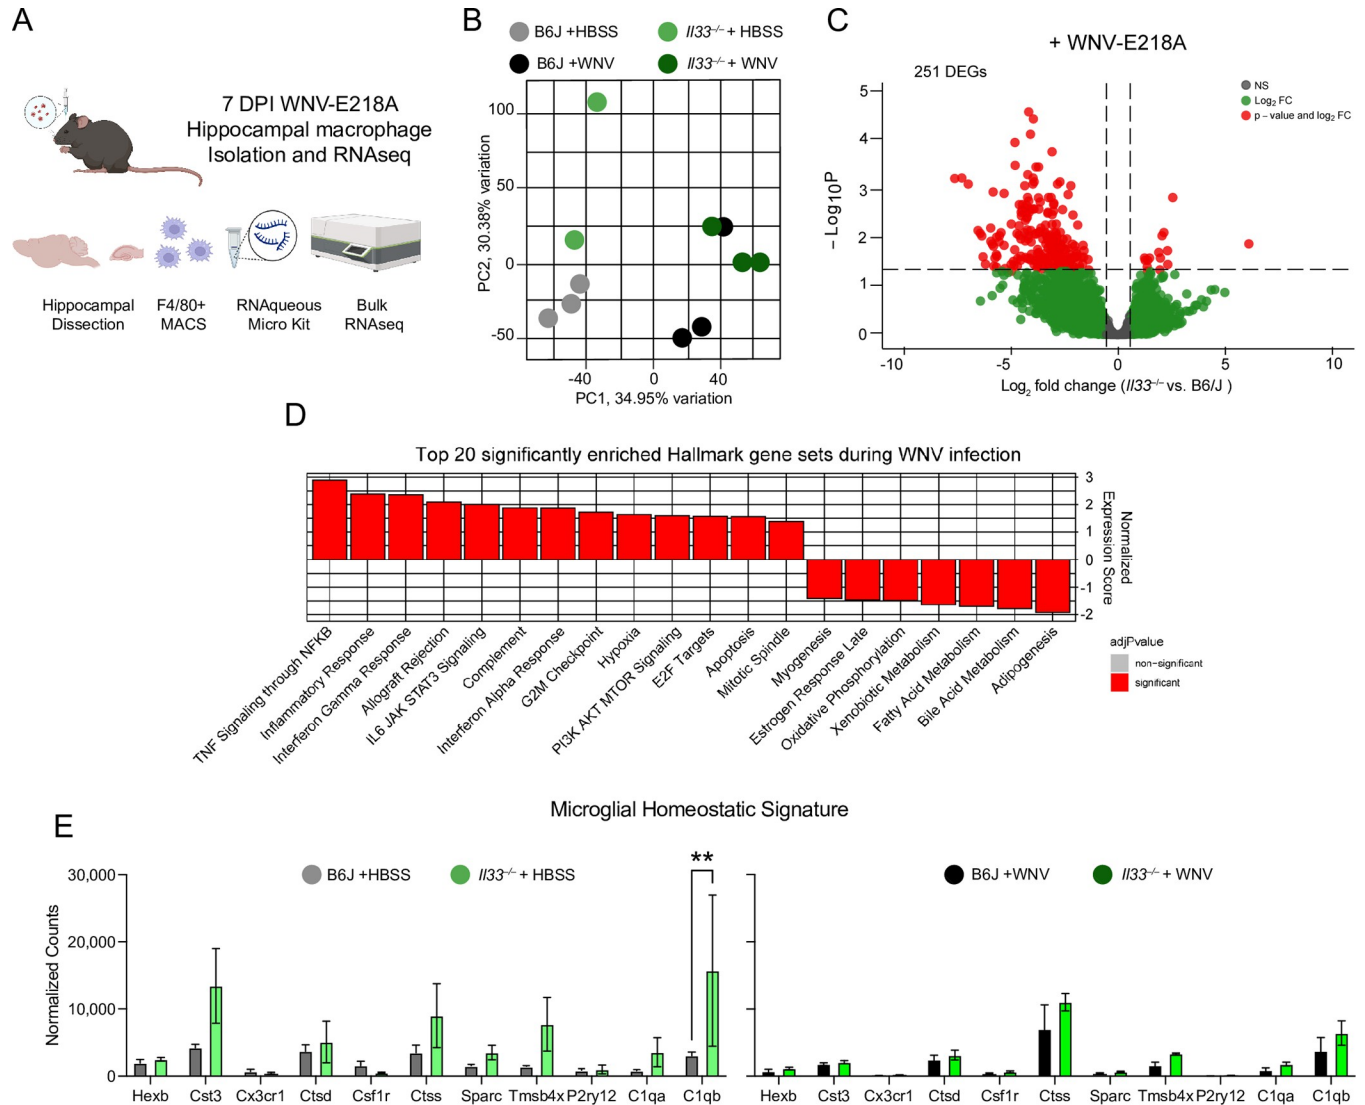 A
7 DPI WNV-E218A
Hippocampal macrophage
Isolation and RNAseq
Hippocampal
Dissection
F4/80+
MACS
RNAqueous
Micro Kit
Bulk
RNAseq
B
B6J +HBSS
Il33–/– + HBSS
B6J +WNV
Il33–/– + WNV
PC2, 30.38% variation
100
50
0
-50
-40
0
40
PC1, 34.95% variation
C
+ WNV-E218A
251 DEGs
NS
Log2 FC
p – value and log2 FC
– Log10P
5
4
3
2
1
0
-10
-5
0
5
10
Log2 fold change (Il33–/– vs. B6/J )
D
Top 20 significantly enriched Hallmark gene sets during WNV infection
3
2
1
0
-1
-2
Normalized
Expression Score
TNF Signaling through NFKB
Inflammatory Response
Interferon Gamma Response
Allograft Rejection
IL6 JAK STAT3 Signaling
Complement
Interferon Alpha Response
G2M Checkpoint
Hypoxia
PI3K AKT MTOR Signaling
E2F Targets
Apoptosis
Mitotic Spindle
Myogenesis
Estrogen Response Late
Oxidative Phosphorylation
Xenobiotic Metabolism
Fatty Acid Metabolism
Bile Acid Metabolism
Adipogenesis
adjPvalue
non−significant
significant
E
Microglial Homeostatic Signature
B6J +HBSS
Il33–/– + HBSS
**
Normalized Counts
30,000
20,000
10,000
0
Hexb Cst3 Cx3cr1 Ctsd Csf1r Ctss Sparc Tmsb4x P2ry12 C1qa C1qb
B6J +WNV
Il33–/– + WNV
Hexb Cst3 Cx3cr1 Ctsd Csf1r Ctss Sparc Tmsb4x P2ry12 C1qa C1qb